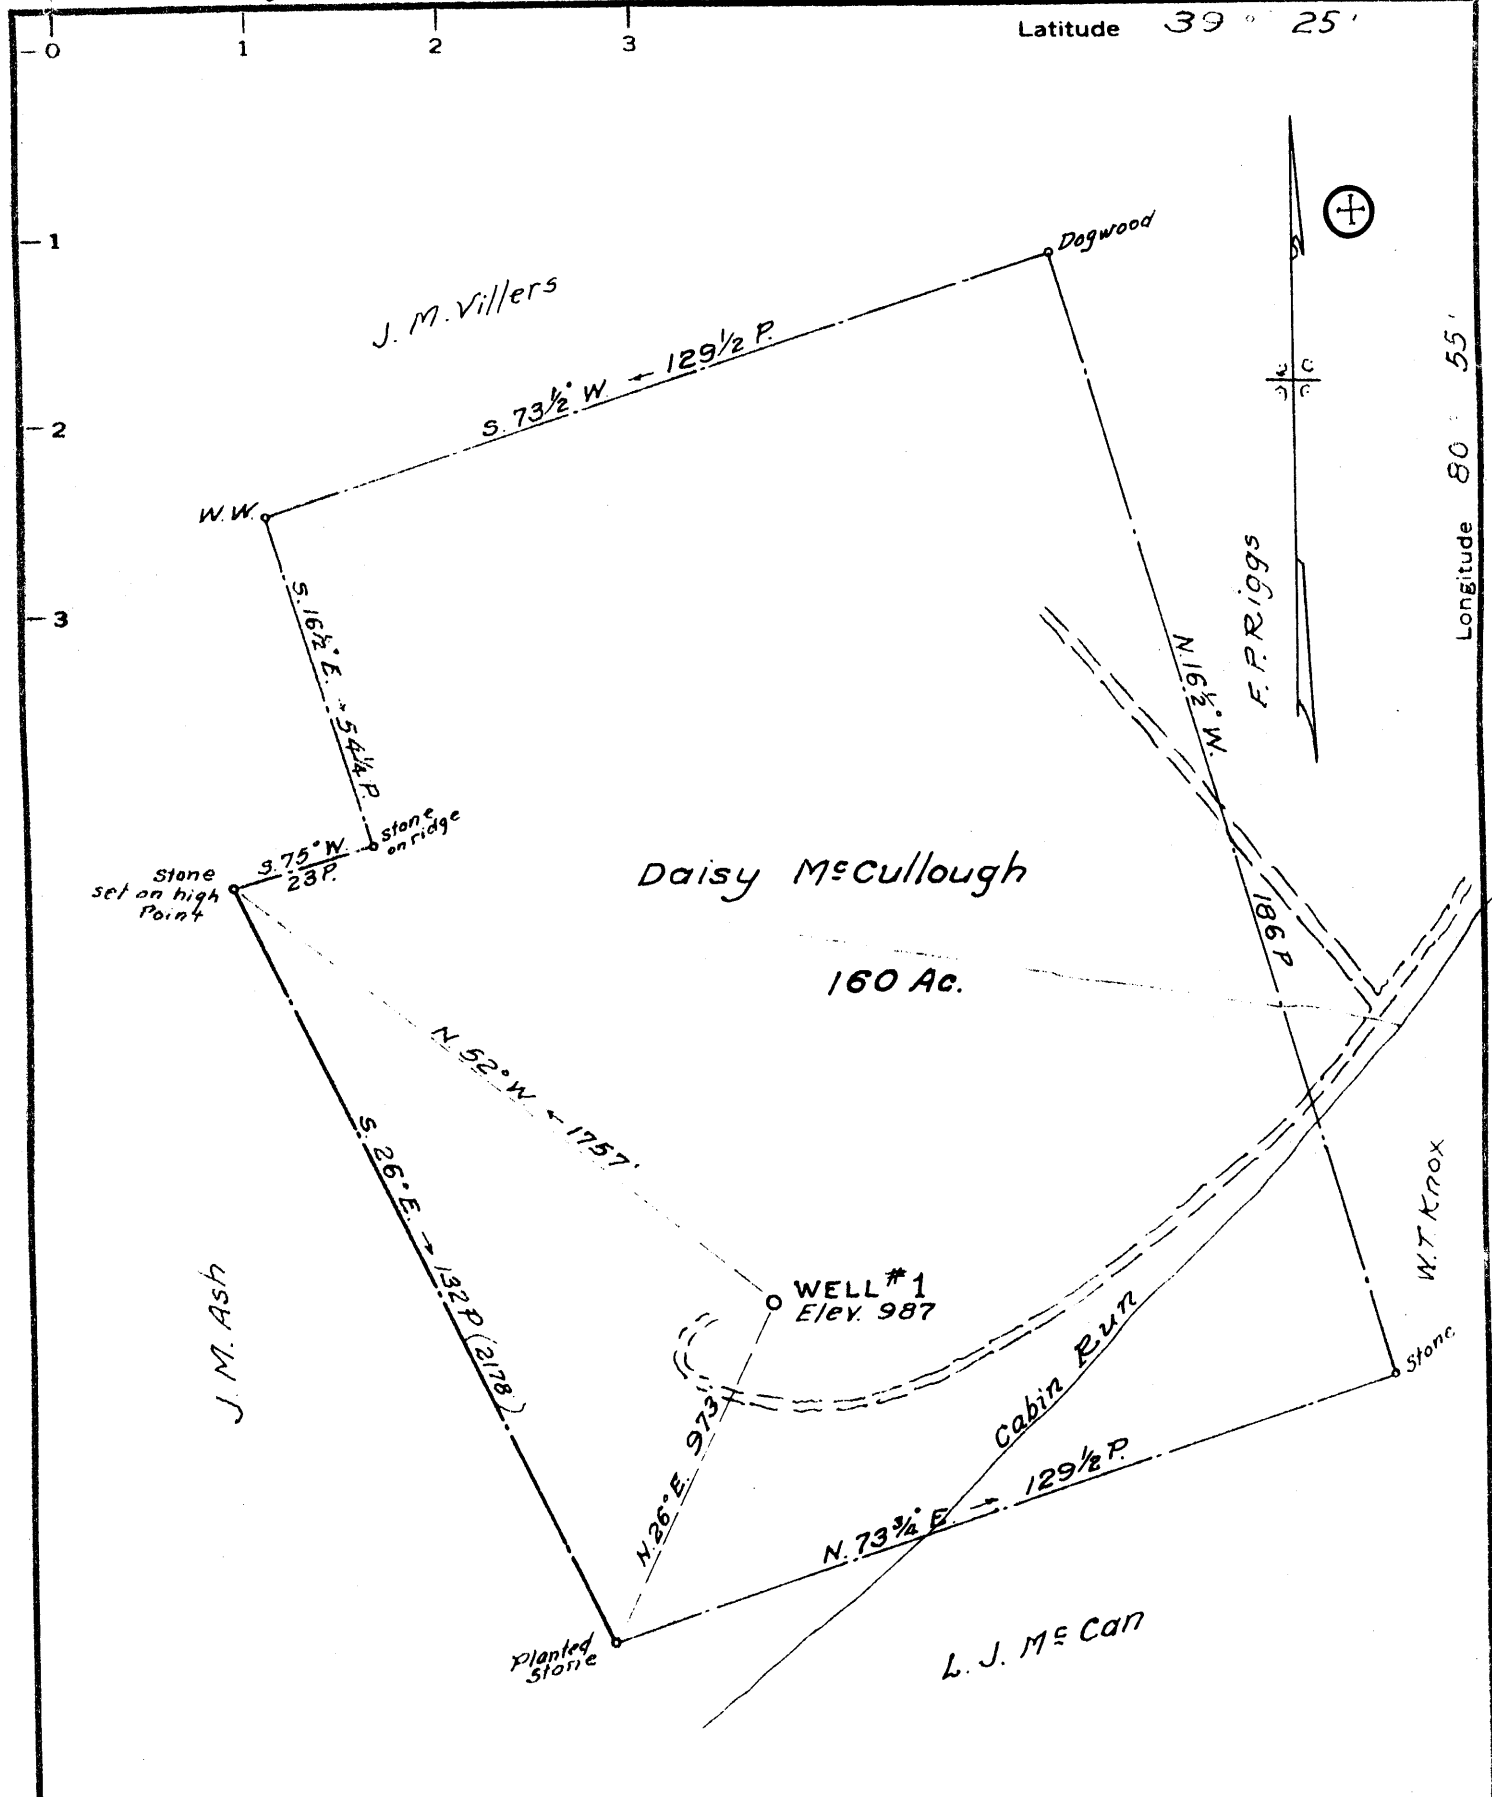 Latitude 39° 25'
0 1 2 3
1
2
3
Longitude 80° 55'
Dogwood
J. M. Villers
S. 73½° W. ← 129½ P.
W.W.
S. 16½° E. → 54¼ P.
N. 16½° W.
186 P
F. P. Riggs
Stone
on ridge
S. 75° W.
23 P.
Stone
set on high
Point
Daisy McCullough
160 Ac.
N. 52° W. ← 1757'
S. 26° E. → 132 P (2178)
J. M. Ash
WELL #1
Elev. 987
N. 26° E. 973'
Cabin Run
W. T. Knox
Stone
N. 73¾° E. → 129½ P.
Planted
Stone
L. J. McCan